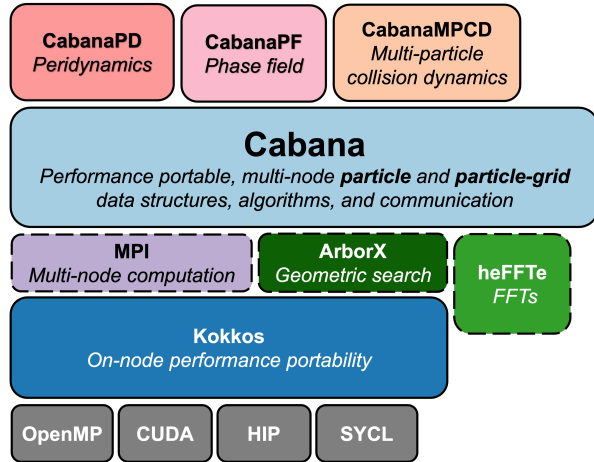 CabanaPD
Peridynamics
CabanaPF
Phase field
CabanaMPCD
Multi-particle
collision dynamics
Cabana
Performance portable, multi-node particle and particle-grid
data structures, algorithms, and communication
MPI
Multi-node computation
ArborX
Geometric search
heFFTe
FFTs
Kokkos
On-node performance portability
OpenMP
CUDA
HIP
SYCL